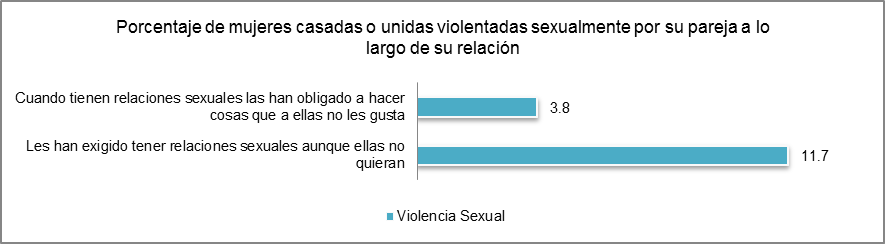 Porcentaje de mujeres casadas o unidas violentadas sexualmente por su pareja a lo
largo de su relación
Cuando tienen relaciones sexuales las han obligado a hacer
cosas que a ellas no les gusta
3.8
Les han exigido tener relaciones sexuales aunque ellas no
quieran
11.7
Violencia Sexual